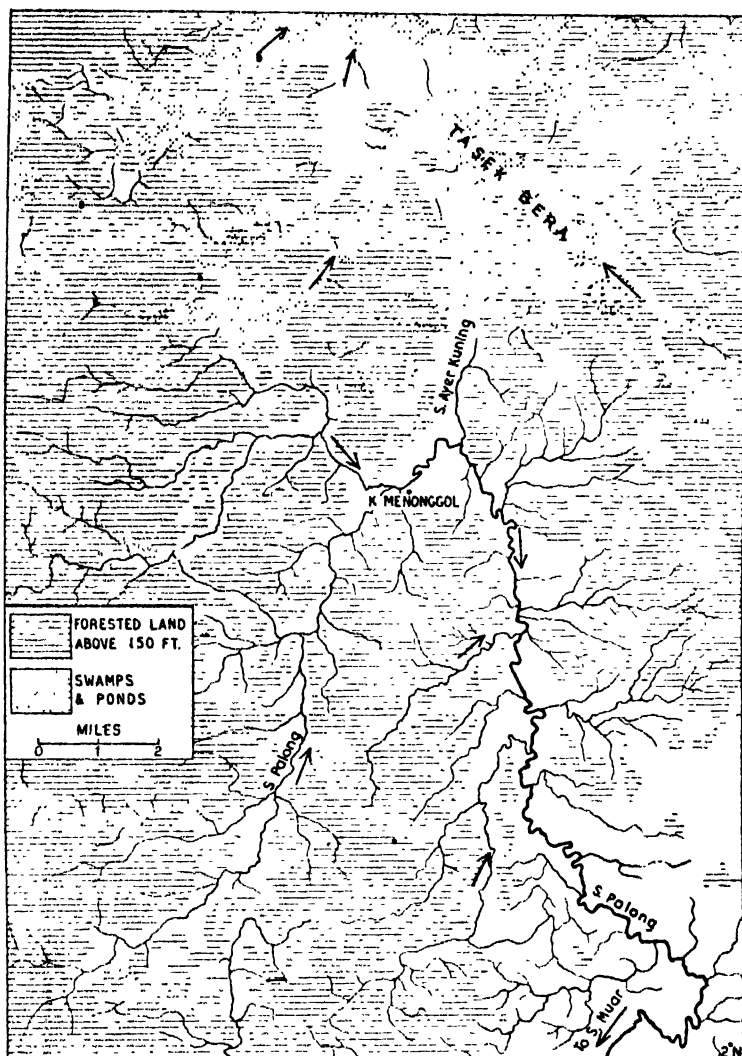 TASEK BERA
S. Ayer Kuning
K MENONGGOL
FORESTED LAND
ABOVE 150 FT.
SWAMPS
& PONDS
MILES
0 1 2
S. Palong
S. Palong
to S. Muar
2°N